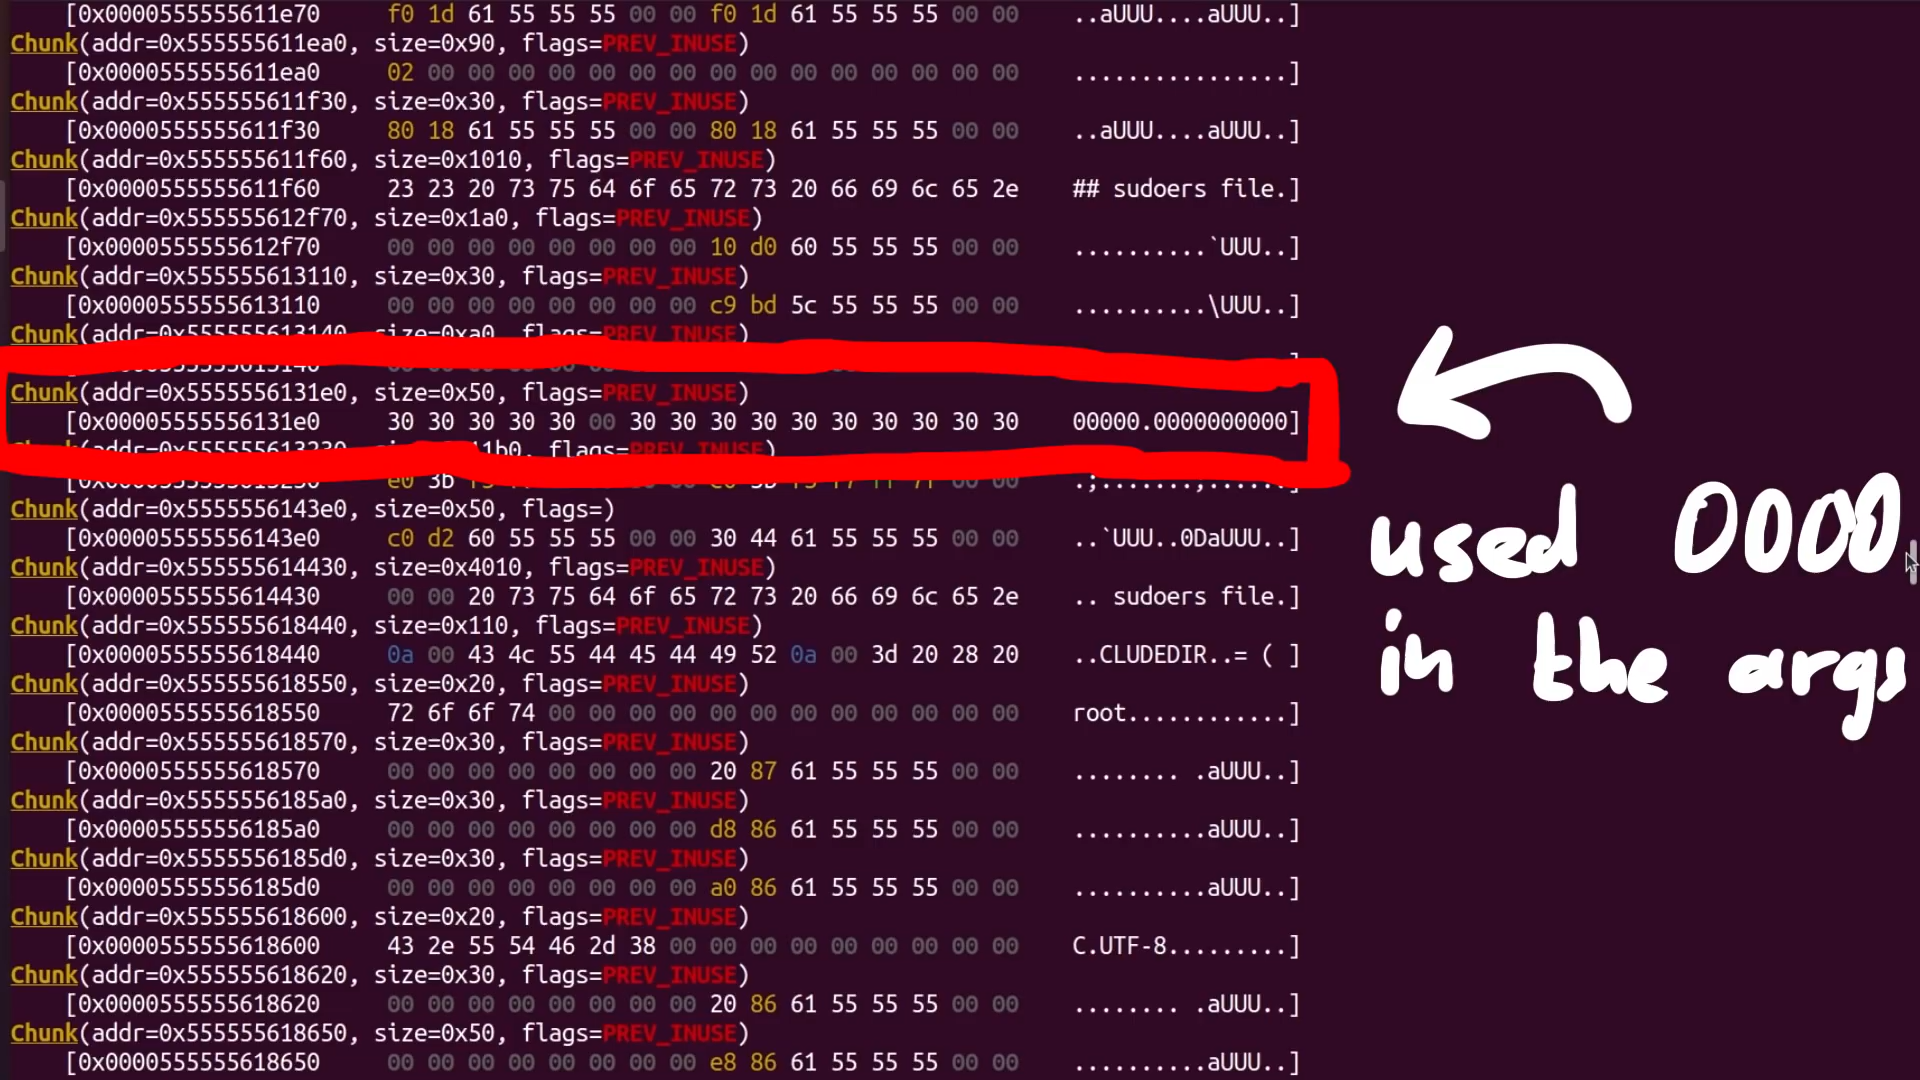 [0x0000555555611e70 f0 1d 61 55 55 55 00 00 f0 1d 61 55 55 55 00 00 ..aUUU....aUUU..]
Chunk(addr=0x555555611ea0, size=0x90, flags=PREV_INUSE)
[0x0000555555611ea0 02 00 00 00 00 00 00 00 00 00 00 00 00 00 00 00 ................]
Chunk(addr=0x555555611f30, size=0x30, flags=PREV_INUSE)
[0x0000555555611f30 80 18 61 55 55 55 00 00 80 18 61 55 55 55 00 00 ..aUUU....aUUU..]
Chunk(addr=0x555555611f60, size=0x1010, flags=PREV_INUSE)
[0x0000555555611f60 23 23 20 73 75 64 6f 65 72 73 20 66 69 6c 65 2e ## sudoers file.]
Chunk(addr=0x555555612f70, size=0x1a0, flags=PREV_INUSE)
[0x0000555555612f70 00 00 00 00 00 00 00 00 10 d0 60 55 55 55 00 00 ..........`UUU..]
Chunk(addr=0x555555613110, size=0x30, flags=PREV_INUSE)
[0x0000555555613110 00 00 00 00 00 00 00 00 c9 bd 5c 55 55 55 00 00 ..........\UUU..]
Chunk(addr=0x555555613140, size=0xa0, flags=PREV_INUSE)
Chunk(addr=0x5555556131e0, size=0x50, flags=PREV_INUSE)
[0x00005555556131e0 30 30 30 30 30 00 30 30 30 30 30 30 30 30 30 30 00000.0000000000]
flags=PREV_INUSE)
Chunk(addr=0x5555556143e0, size=0x50, flags=)
[0x00005555556143e0 c0 d2 60 55 55 55 00 00 30 44 61 55 55 55 00 00 ..`UUU..0DaUUU..]
Chunk(addr=0x555555614430, size=0x4010, flags=PREV_INUSE)
[0x0000555555614430 00 00 20 73 75 64 6f 65 72 73 20 66 69 6c 65 2e .. sudoers file.]
Chunk(addr=0x555555618440, size=0x110, flags=PREV_INUSE)
[0x0000555555618440 0a 00 43 4c 55 44 45 44 49 52 0a 00 3d 20 28 20 ..CLUDEDIR..= ( ]
Chunk(addr=0x555555618550, size=0x20, flags=PREV_INUSE)
[0x0000555555618550 72 6f 6f 74 00 00 00 00 00 00 00 00 00 00 00 00 root............]
Chunk(addr=0x555555618570, size=0x30, flags=PREV_INUSE)
[0x0000555555618570 00 00 00 00 00 00 00 00 20 87 61 55 55 55 00 00 ........ .aUUU..]
Chunk(addr=0x5555556185a0, size=0x30, flags=PREV_INUSE)
[0x00005555556185a0 00 00 00 00 00 00 00 00 d8 86 61 55 55 55 00 00 ..........aUUU..]
Chunk(addr=0x5555556185d0, size=0x30, flags=PREV_INUSE)
[0x00005555556185d0 00 00 00 00 00 00 00 00 a0 86 61 55 55 55 00 00 ..........aUUU..]
Chunk(addr=0x555555618600, size=0x20, flags=PREV_INUSE)
[0x0000555555618600 43 2e 55 54 46 2d 38 00 00 00 00 00 00 00 00 00 C.UTF-8.........]
Chunk(addr=0x555555618620, size=0x30, flags=PREV_INUSE)
[0x0000555555618620 00 00 00 00 00 00 00 00 20 86 61 55 55 55 00 00 ........ .aUUU..]
Chunk(addr=0x555555618650, size=0x50, flags=PREV_INUSE)
[0x0000555555618650 00 00 00 00 00 00 00 00 e8 86 61 55 55 55 00 00 ..........aUUU..]
used 0000.
in the args